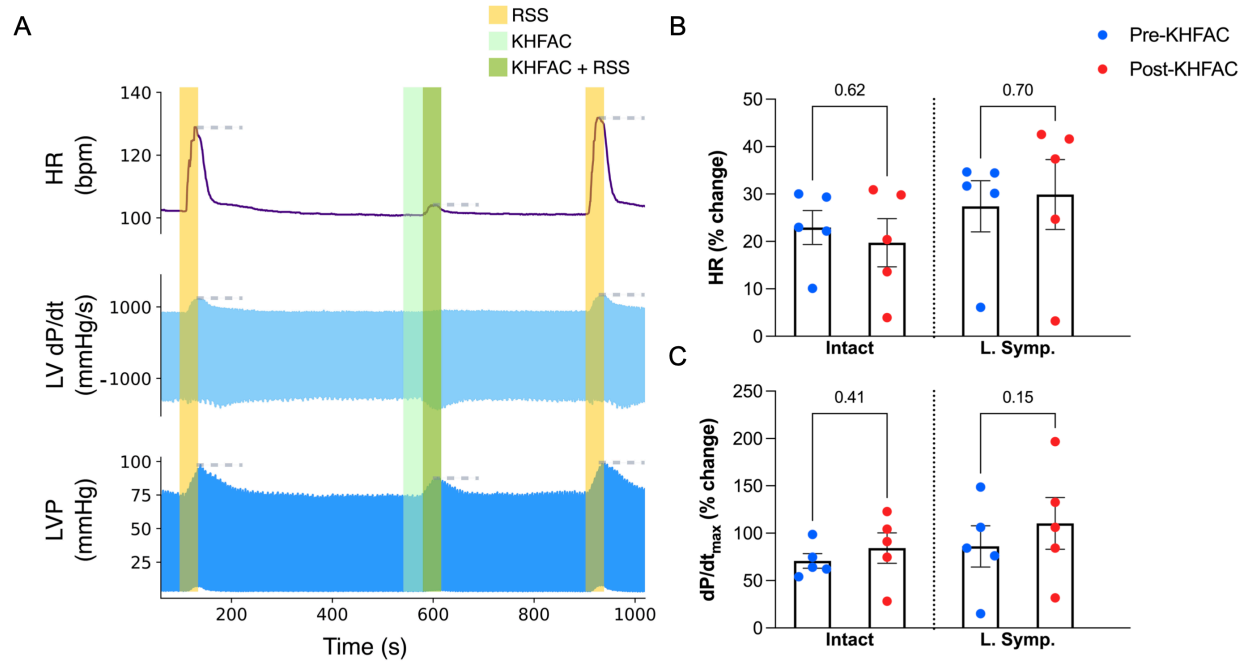 A
RSS
KHFAC
KHFAC + RSS
HR
(bpm)
140
120
100
LV dP/dt
(mmHg/s)
1000
-1000
LVP
(mmHg)
100
75
50
25
200
400
600
800
1000
Time (s)
B
Pre-KHFAC
Post-KHFAC
HR (% change)
50
40
30
20
10
0
0.62
0.70
Intact
L. Symp.
C
dP/dtmax (% change)
250
200
150
100
50
0
0.41
0.15
Intact
L. Symp.